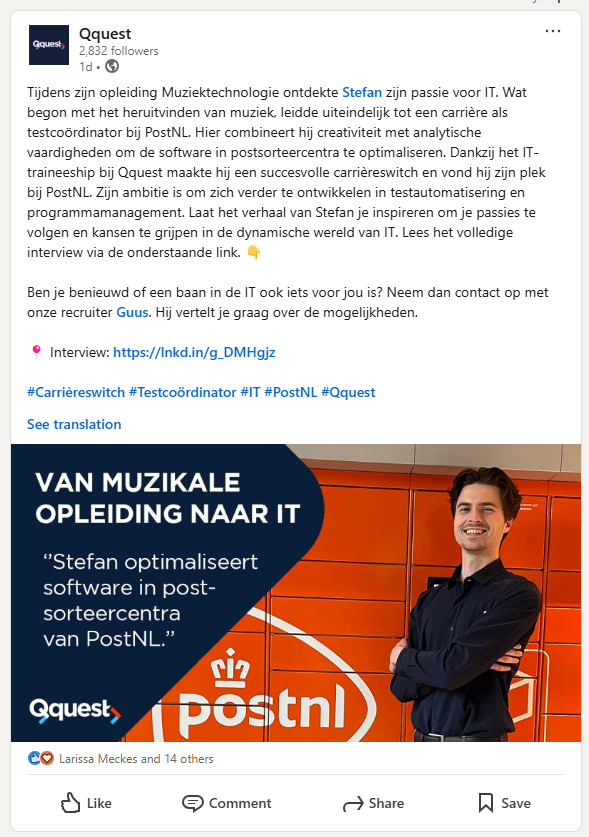 Qquest
Qquest
2,832 followers
1d •
Tijdens zijn opleiding Muziektechnologie ontdekte Stefan zijn passie voor IT. Wat
begon met het heruitvinden van muziek, leidde uiteindelijk tot een carrière als
testcoördinator bij PostNL. Hier combineert hij creativiteit met analytische
vaardigheden om de software in postsorteercentra te optimaliseren. Dankzij het IT-
traineeship bij Qquest maakte hij een succesvolle carrièreswitch en vond hij zijn plek
bij PostNL. Zijn ambitie is om zich verder te ontwikkelen in testautomatisering en
programmamanagement. Laat het verhaal van Stefan je inspireren om je passies te
volgen en kansen te grijpen in de dynamische wereld van IT. Lees het volledige
interview via de onderstaande link. 👇
Ben je benieuwd of een baan in de IT ook iets voor jou is? Neem dan contact op met
onze recruiter Guus. Hij vertelt je graag over de mogelijkheden.
📍 Interview: https://lnkd.in/g_DMHgjz
#Carrièreswitch #Testcoördinator #IT #PostNL #Qquest
See translation
VAN MUZIKALE
OPLEIDING NAAR IT
‘’Stefan optimaliseert
software in post-
sorteercentra
van PostNL.’’
Qquest
postnl
Larissa Meckes and 14 others
Like
Comment
Share
Save